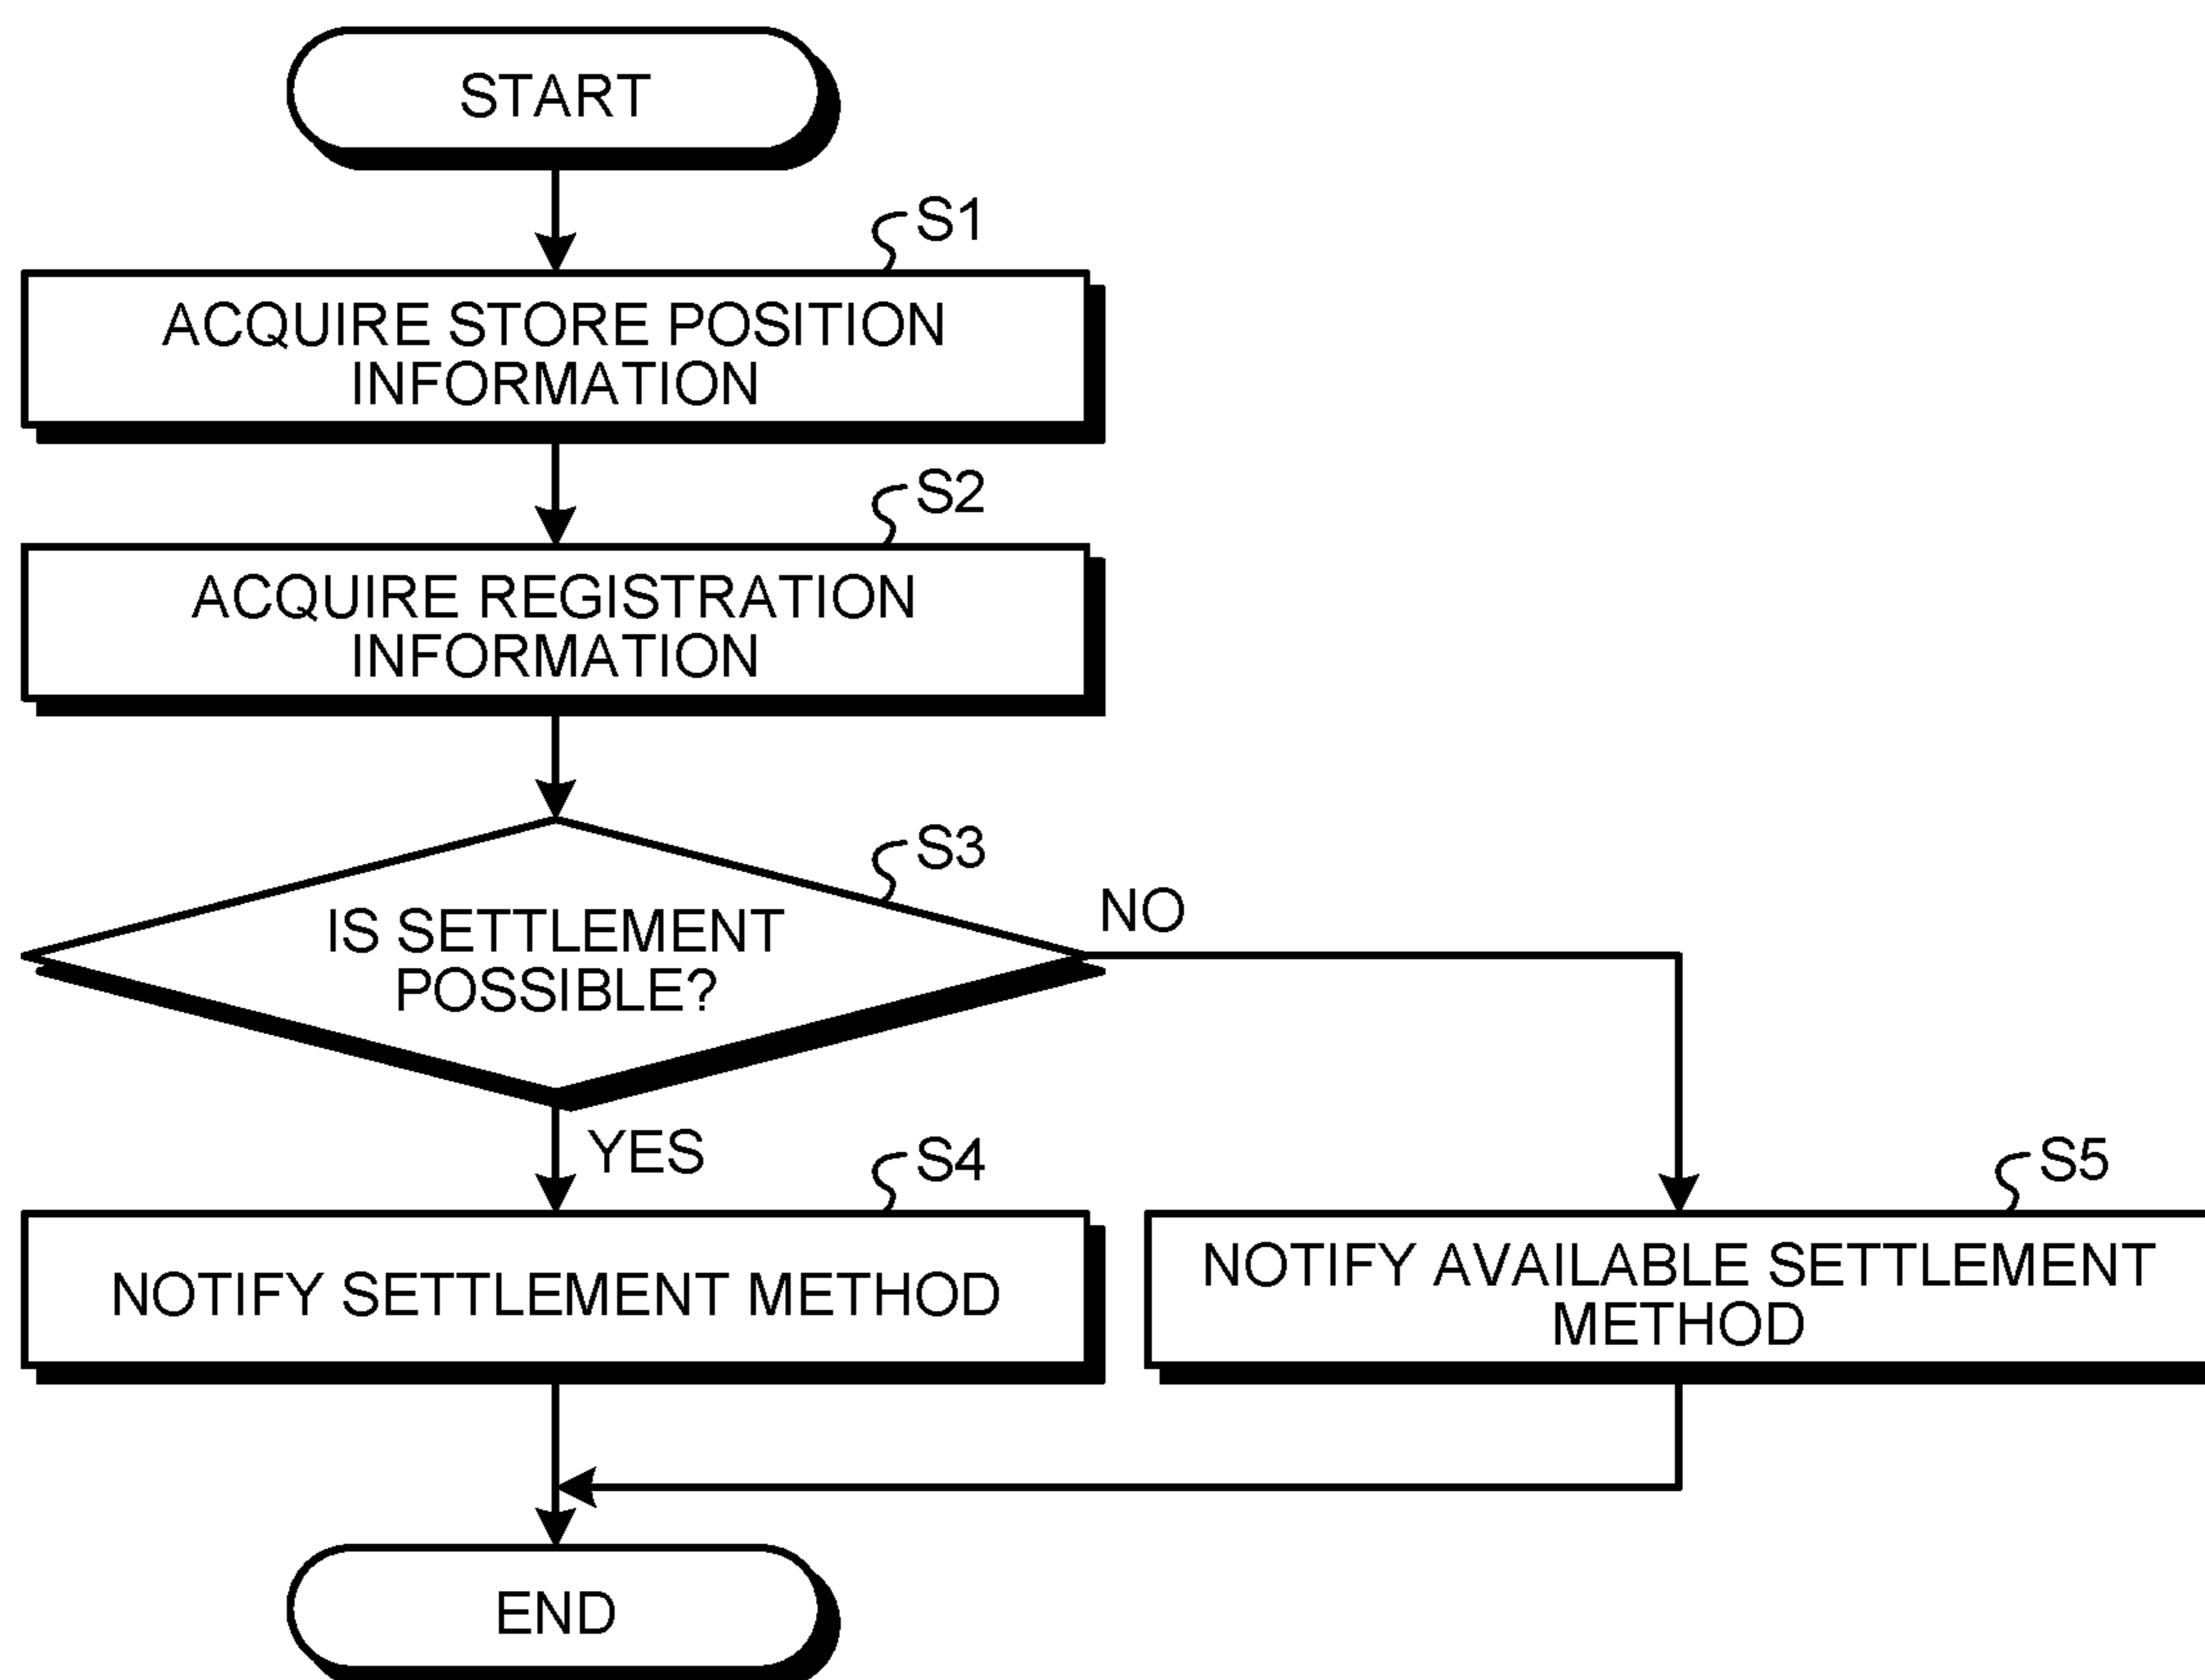 START
S1
ACQUIRE STORE POSITION
INFORMATION
S2
ACQUIRE REGISTRATION
INFORMATION
S3
IS SETTLEMENT
POSSIBLE?
NO
YES
S4
NOTIFY SETTLEMENT METHOD
S5
NOTIFY AVAILABLE SETTLEMENT
METHOD
END